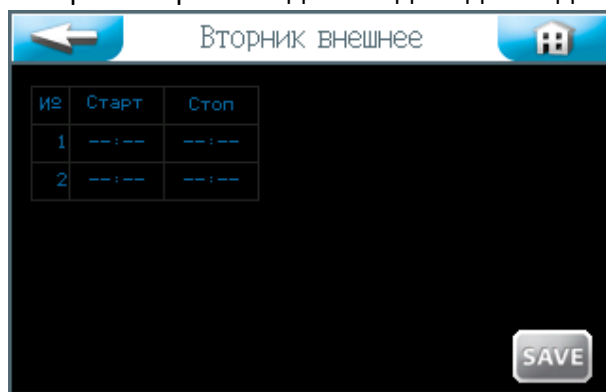 Вторник внешнее
№ Старт Стоп
1 --:-- --:--
2 --:-- --:--
SAVE